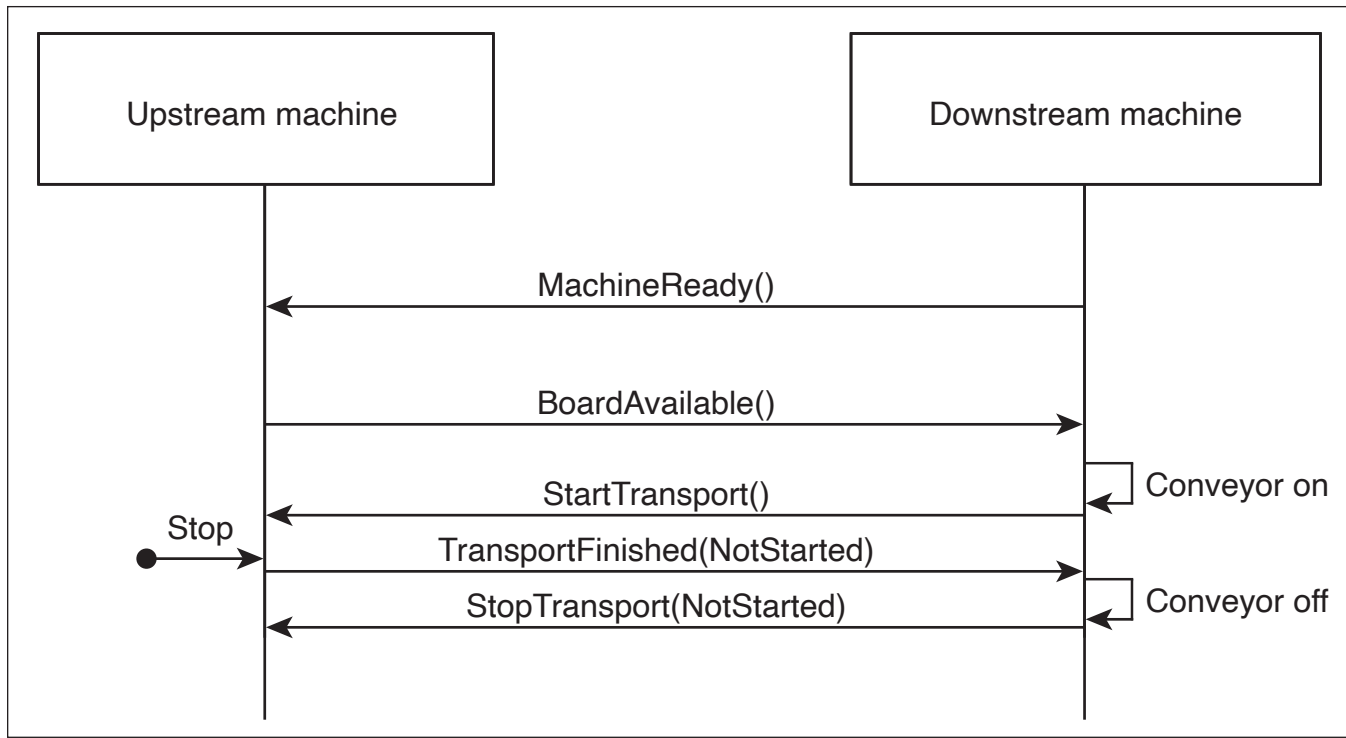 Upstream machine
Downstream machine
MachineReady()
BoardAvailable()
Conveyor on
StartTransport()
Stop
TransportFinished(NotStarted)
Conveyor off
StopTransport(NotStarted)